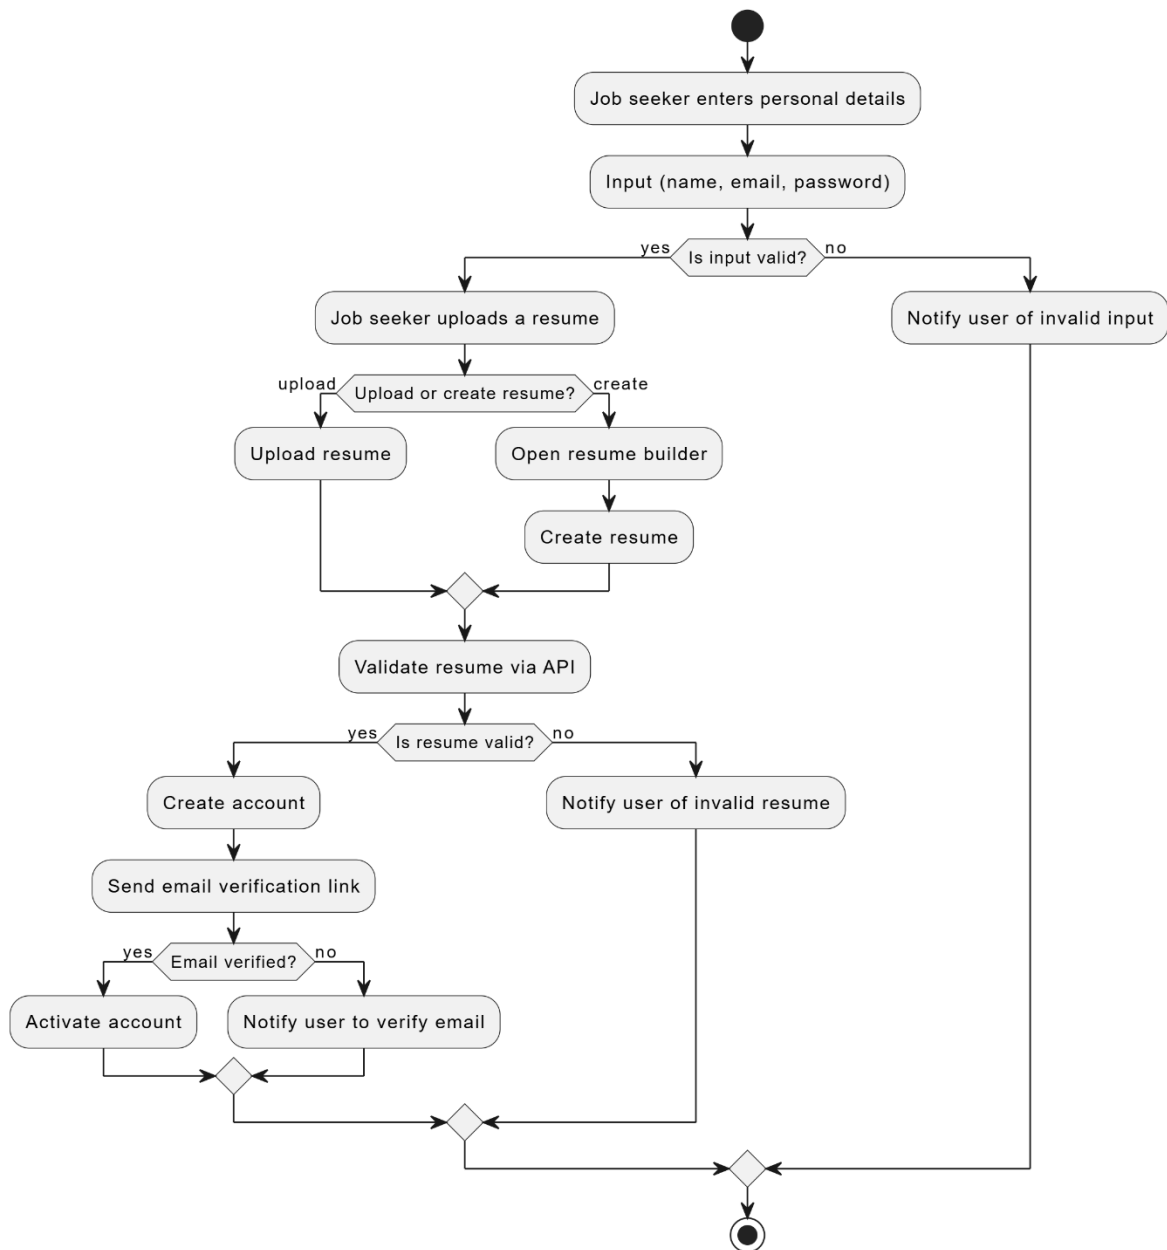 Job seeker enters personal details
Input (name, email, password)
yes
Is input valid?
no
Job seeker uploads a resume
Notify user of invalid input
upload
Upload or create resume?
create
Upload resume
Open resume builder
Create resume
Validate resume via API
yes
Is resume valid?
no
Create account
Notify user of invalid resume
Send email verification link
yes
Email verified?
no
Activate account
Notify user to verify email